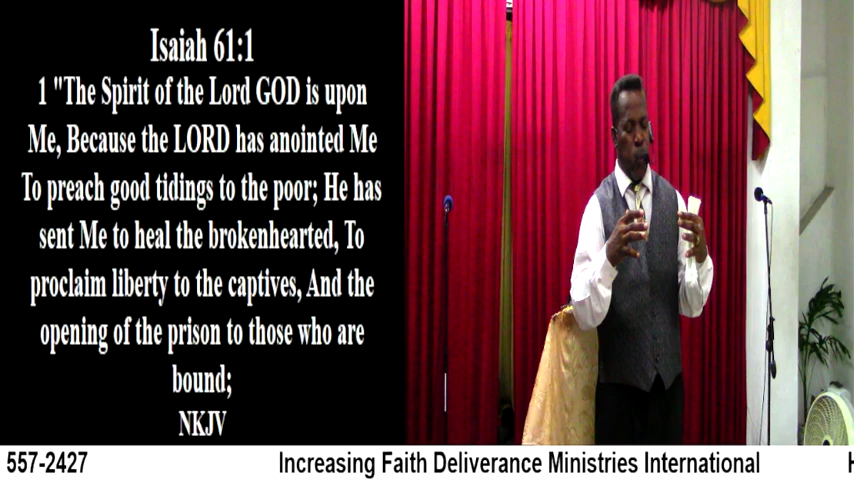 Isaiah 61:1
1 "The Spirit of the Lord GOD is upon
Me, Because the LORD has anointed Me
To preach good tidings to the poor; He has
sent Me to heal the brokenhearted, To
proclaim liberty to the captives, And the
opening of the prison to those who are
bound;
NKJV
557-2427 Increasing Faith Deliverance Ministries International H